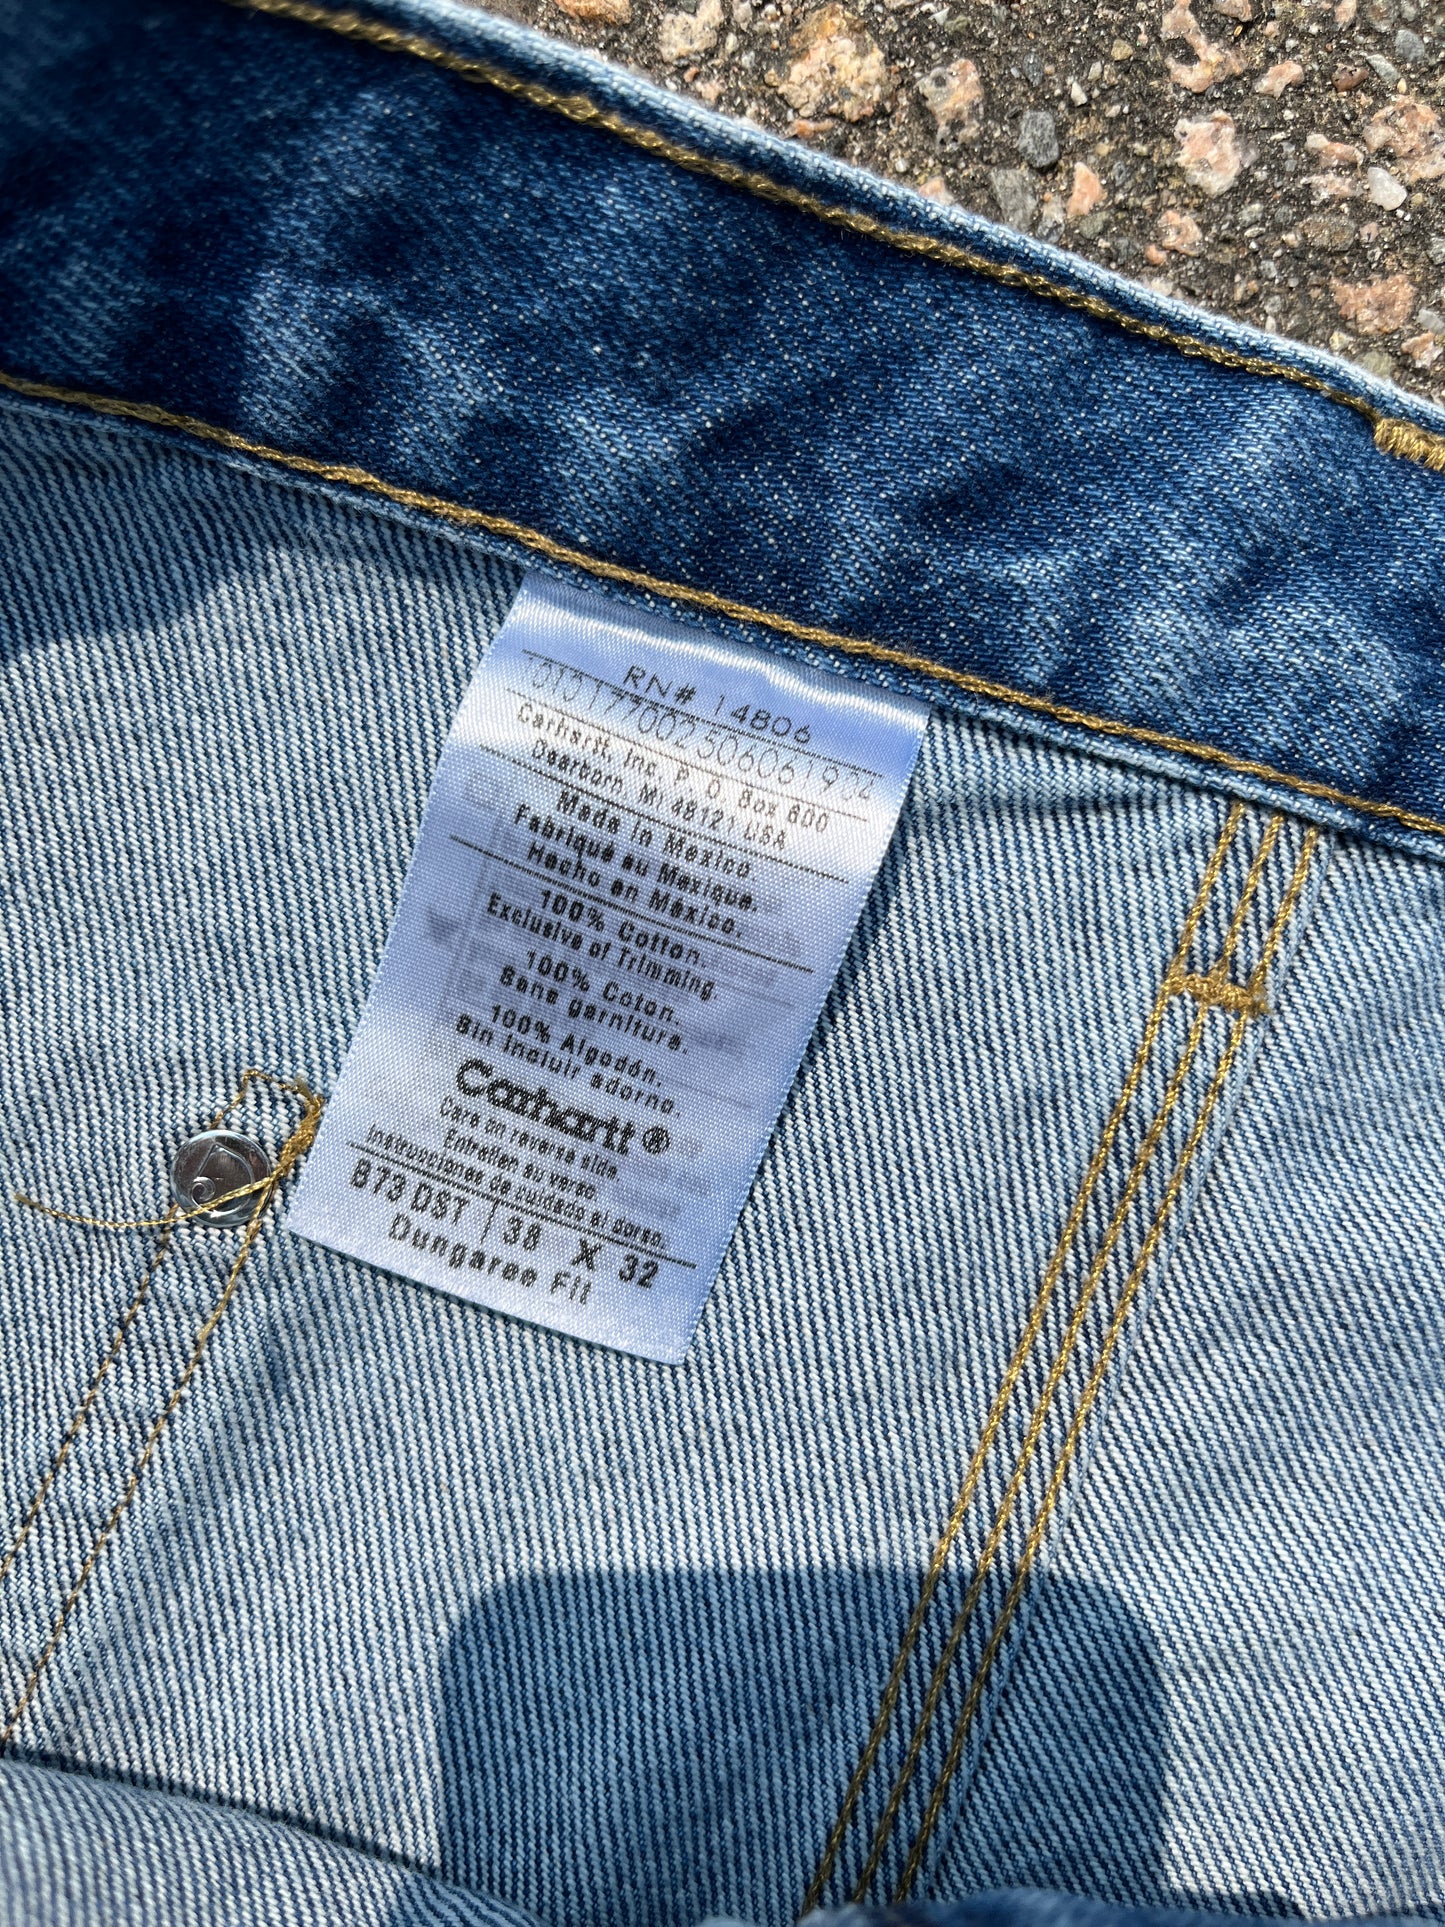 RN# 14806
Carhartt, Inc. P. O. Box 600
Dearborn, MI 48121 USA
Made in Mexico
Fabriqué au Mexique.
Hecho en México.
100% Cotton.
Exclusive of Trimming.
100% Coton.
Sans garniture.
100% Algodón.
Sin Incluir adorno.
Carhartt®
Care on reverse side
Entretien au verso
Instrucciones de cuidado al dorso.
B73 DST | 38 X 32
Dungaree Fit